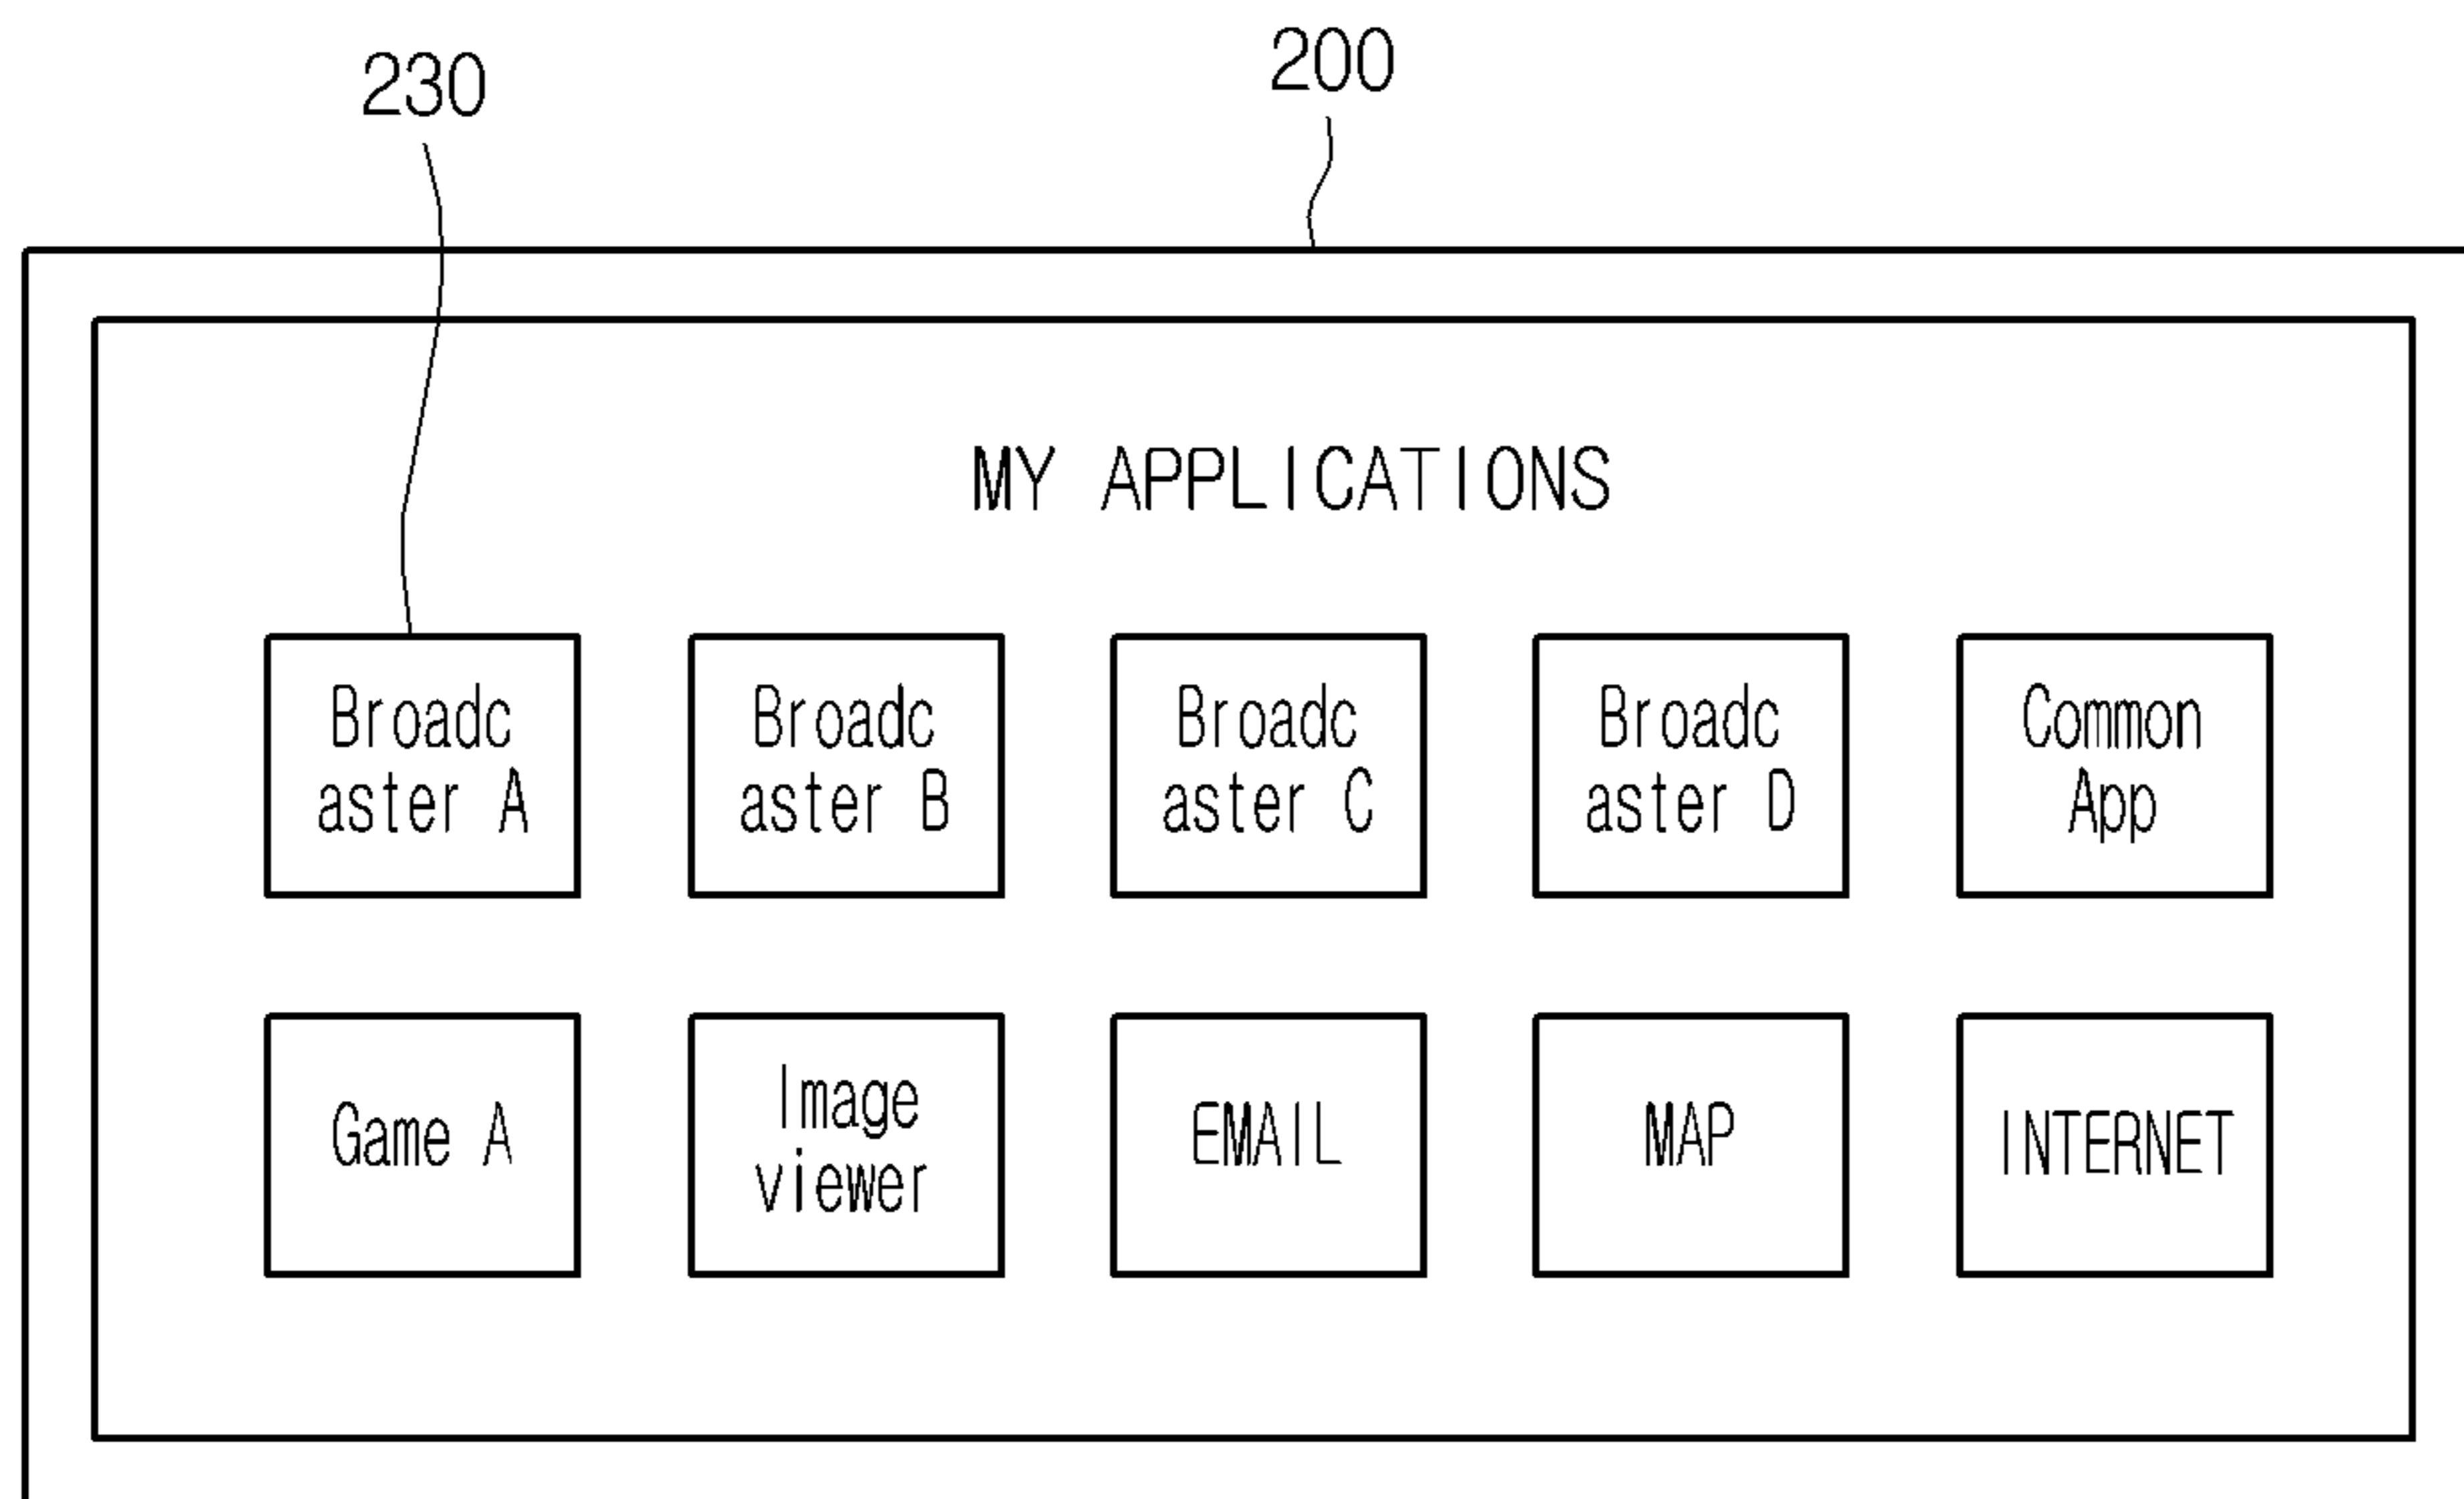 230
200
MY APPLICATIONS
Broadc
aster A
Broadc
aster B
Broadc
aster C
Broadc
aster D
Common
App
Game A
Image
viewer
EMAIL
MAP
INTERNET